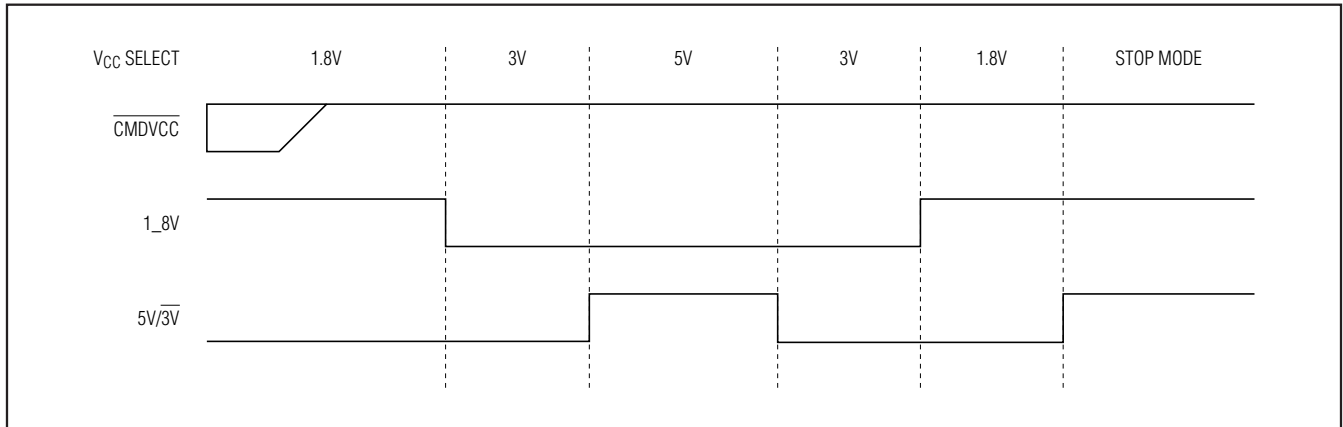 VCC SELECT 1.8V 3V 5V 3V 1.8V STOP MODE
CMDVCC
1_8V
5V/3V